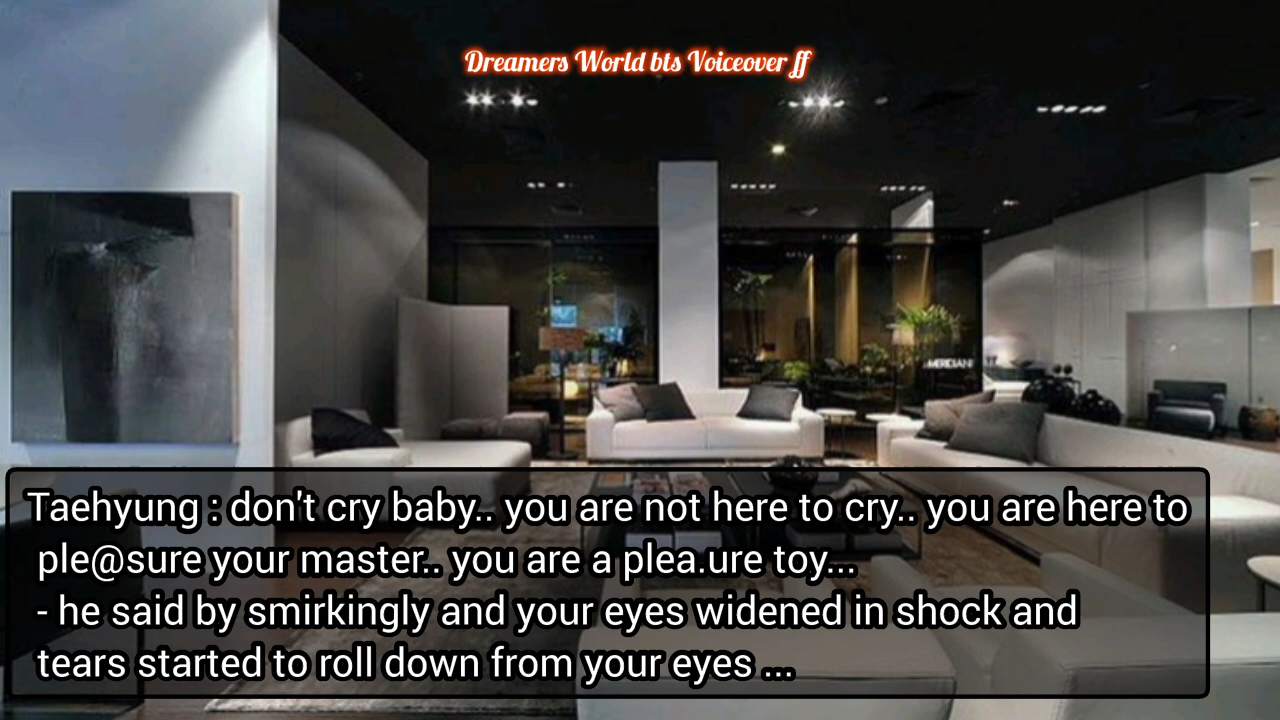 Dreamers World bts Voiceover ff
MERIDIANI
Taehyung : don't cry baby.. you are not here to cry.. you are here to
ple@sure your master.. you are a plea.ure toy...
- he said by smirkingly and your eyes widened in shock and
tears started to roll down from your eyes ...